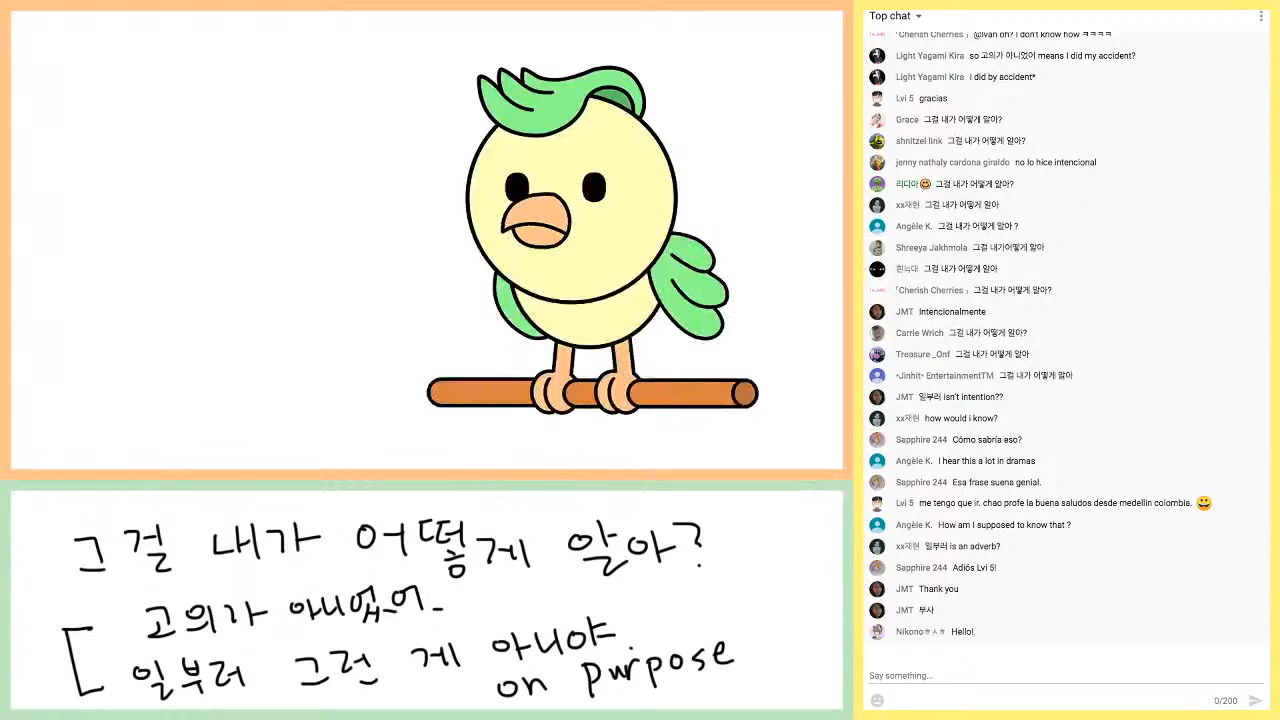 그걸 내가 어떻게 알아?
고의가 아니었어.
일부러 그런 게 아니야
on purpose
Top chat
「Cherish Cherries」 @Ivan oh? I don't know how ㅋㅋㅋㅋ
Light Yagami Kira so 고의가 아니었어 means I did my accident?
Light Yagami Kira I did by accident*
Lvi 5 gracias
Grace 그걸 내가 어떻게 알아?
shnitzel link 그걸 내가 어떻게 알아?
jenny nathaly cardona giraldo no lo hice intencional
리디아 그걸 내가 어떻게 알아?
xx재현 그걸 내가 어떻게 알아
Angèle K. 그걸 내가 어떻게 알아 ?
Shreeya Jakhmola 그걸 내가어떻게 알아
흰늑대 그걸 내가 어떻게 알아
「Cherish Cherries」 그걸 내가 어떻게 알아?
JMT Intencionalmente
Carrie Wrich 그걸 내가 어떻게 알아?
Treasure _Onf 그걸 내가 어떻게 알아
•Jinhit• EntertainmentTM 그걸 내가 어떻게 알아
JMT 일부러 isn't intention??
xx재현 how would i know?
Sapphire 244 Cómo sabría eso?
Angèle K. I hear this a lot in dramas
Sapphire 244 Esa frase suena genial.
Lvi 5 me tengo que ir. chao profe la buena saludos desde medellin colombia.
Angèle K. How am I supposed to know that ?
xx재현 일부러 is an adverb?
Sapphire 244 Adiós Lvi 5!
JMT Thank you
JMT 부사
Nikonoㅎㅅㅎ Hello!
Say something...
0/200